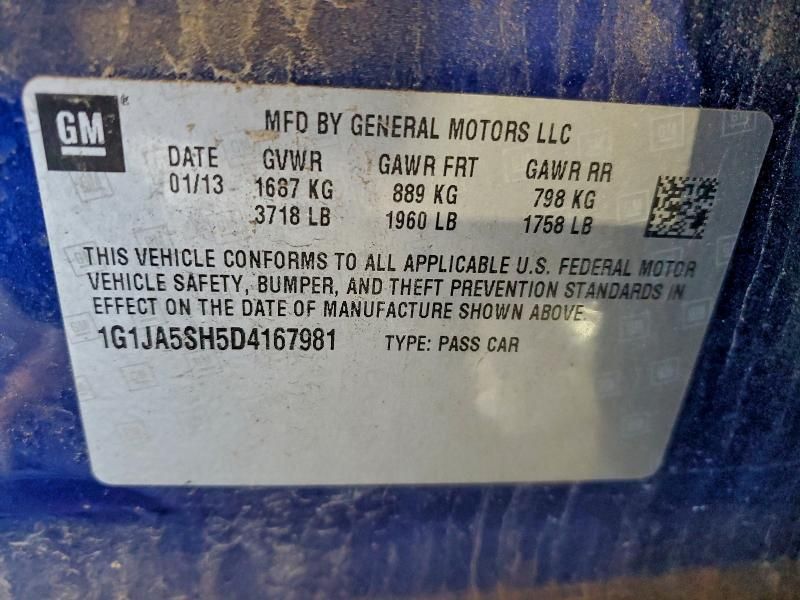 GM
MFD BY GENERAL MOTORS LLC
DATE GVWR GAWR FRT GAWR RR
01/13 1687 KG 889 KG 798 KG
3718 LB 1960 LB 1758 LB
THIS VEHICLE CONFORMS TO ALL APPLICABLE U.S. FEDERAL MOTOR
VEHICLE SAFETY, BUMPER, AND THEFT PREVENTION STANDARDS IN
EFFECT ON THE DATE OF MANUFACTURE SHOWN ABOVE.
1G1JA5SH5D4167981 TYPE: PASS CAR